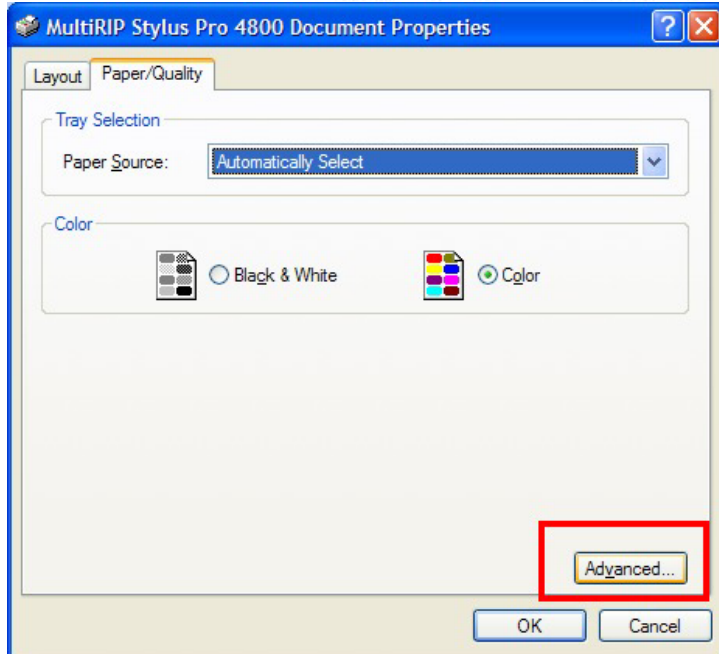 MultiRIP Stylus Pro 4800 Document Properties
Layout Paper/Quality
Tray Selection
Paper Source: Automatically Select
Color
Black & White Color
Advanced...
OK Cancel